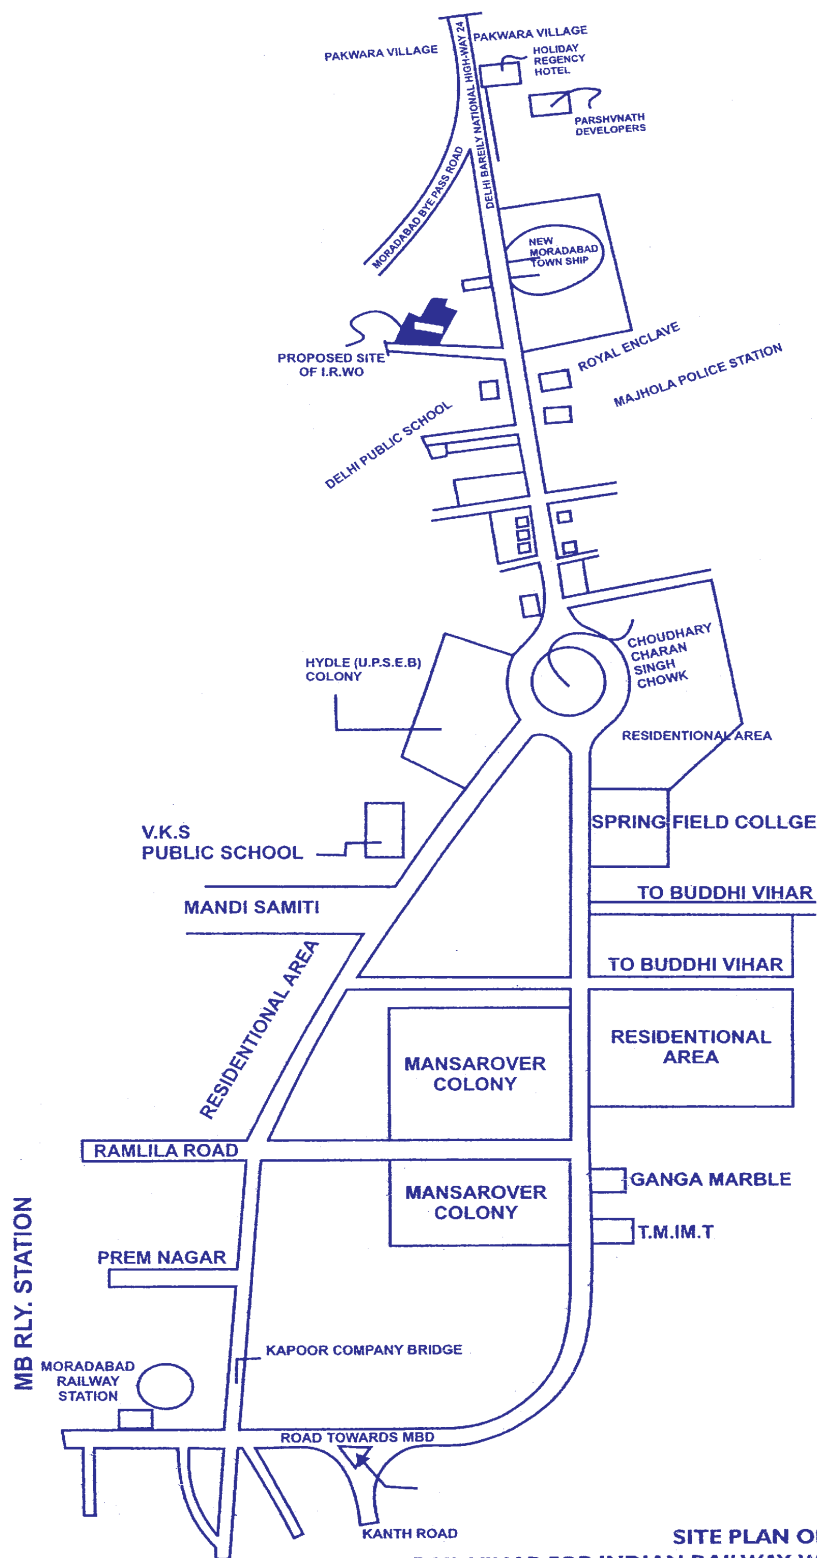 PAKWARA VILLAGE
PAKWARA VILLAGE
HOLIDAY
REGENCY
HOTEL
PARSHVNATH
DEVELOPERS
DELHI BAREILY NATIONAL HIGH-WAY 24
MORADABAD BYE PASS ROAD
NEW
MORADABAD
TOWN SHIP
PROPOSED SITE
OF I.R.WO
ROYAL ENCLAVE
MAJHOLA POLICE STATION
DELHI PUBLIC SCHOOL
CHOUDHARY
CHARAN
SINGH
CHOWK
HYDLE (U.P.S.E.B)
COLONY
RESIDENTIONAL AREA
V.K.S
PUBLIC SCHOOL
SPRING FIELD COLLGE
MANDI SAMITI
TO BUDDHI VIHAR
TO BUDDHI VIHAR
RESIDENTIONAL AREA
RESIDENTIONAL
AREA
MANSAROVER
COLONY
RAMLILA ROAD
MANSAROVER
COLONY
GANGA MARBLE
T.M.IM.T
PREM NAGAR
MB RLY. STATION
KAPOOR COMPANY BRIDGE
MORADABAD
RAILWAY
STATION
ROAD TOWARDS MBD
KANTH ROAD
SITE PLAN